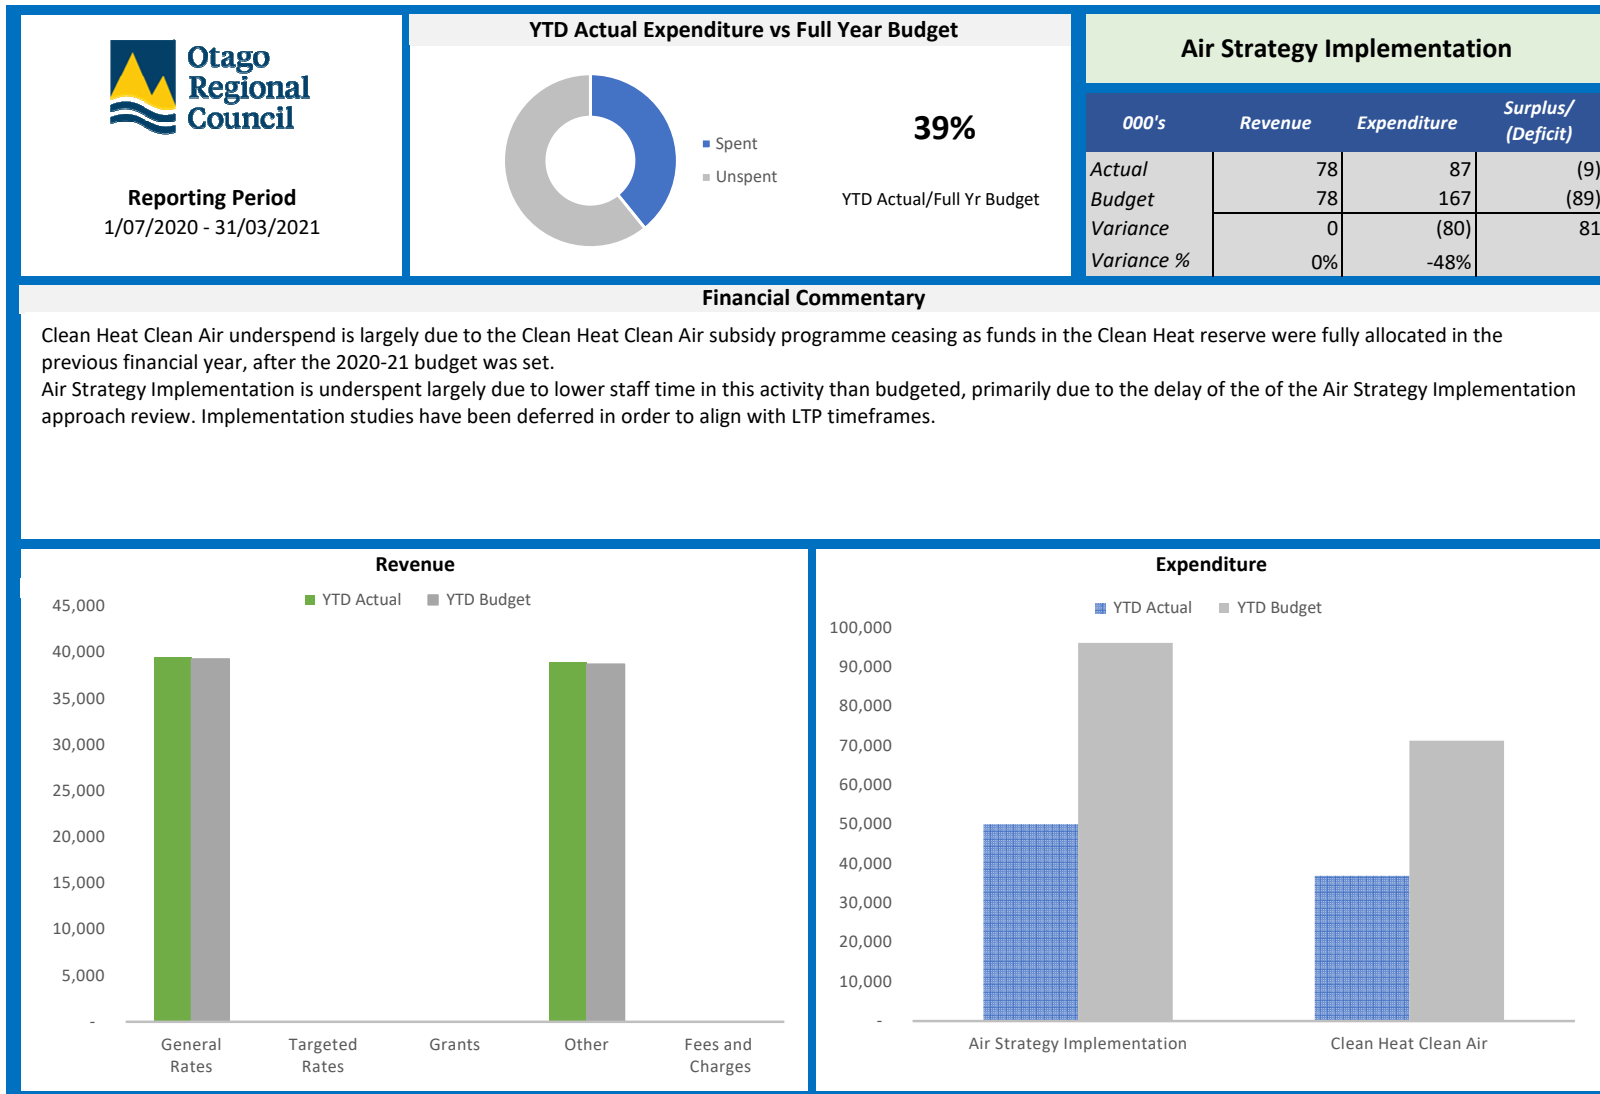 Otago
Regional
Council
Reporting Period
1/07/2020 - 31/03/2021
YTD Actual Expenditure vs Full Year Budget
Spent
Unspent
39%
YTD Actual/Full Yr Budget
Air Strategy Implementation
000's Revenue Expenditure Surplus/ (Deficit)
Actual 78 87 (9)
Budget 78 167 (89)
Variance 0 (80) 81
Variance % 0% -48%
Financial Commentary
Clean Heat Clean Air underspend is largely due to the Clean Heat Clean Air subsidy programme ceasing as funds in the Clean Heat reserve were fully allocated in the
previous financial year, after the 2020-21 budget was set.
Air Strategy Implementation is underspent largely due to lower staff time in this activity than budgeted, primarily due to the delay of the of the Air Strategy Implementation
approach review. Implementation studies have been deferred in order to align with LTP timeframes.
Revenue
YTD Actual YTD Budget
45,000
40,000
35,000
30,000
25,000
20,000
15,000
10,000
5,000
-
General Rates
Targeted Rates
Grants
Other
Fees and Charges
Expenditure
YTD Actual YTD Budget
100,000
90,000
80,000
70,000
60,000
50,000
40,000
30,000
20,000
10,000
-
Air Strategy Implementation
Clean Heat Clean Air